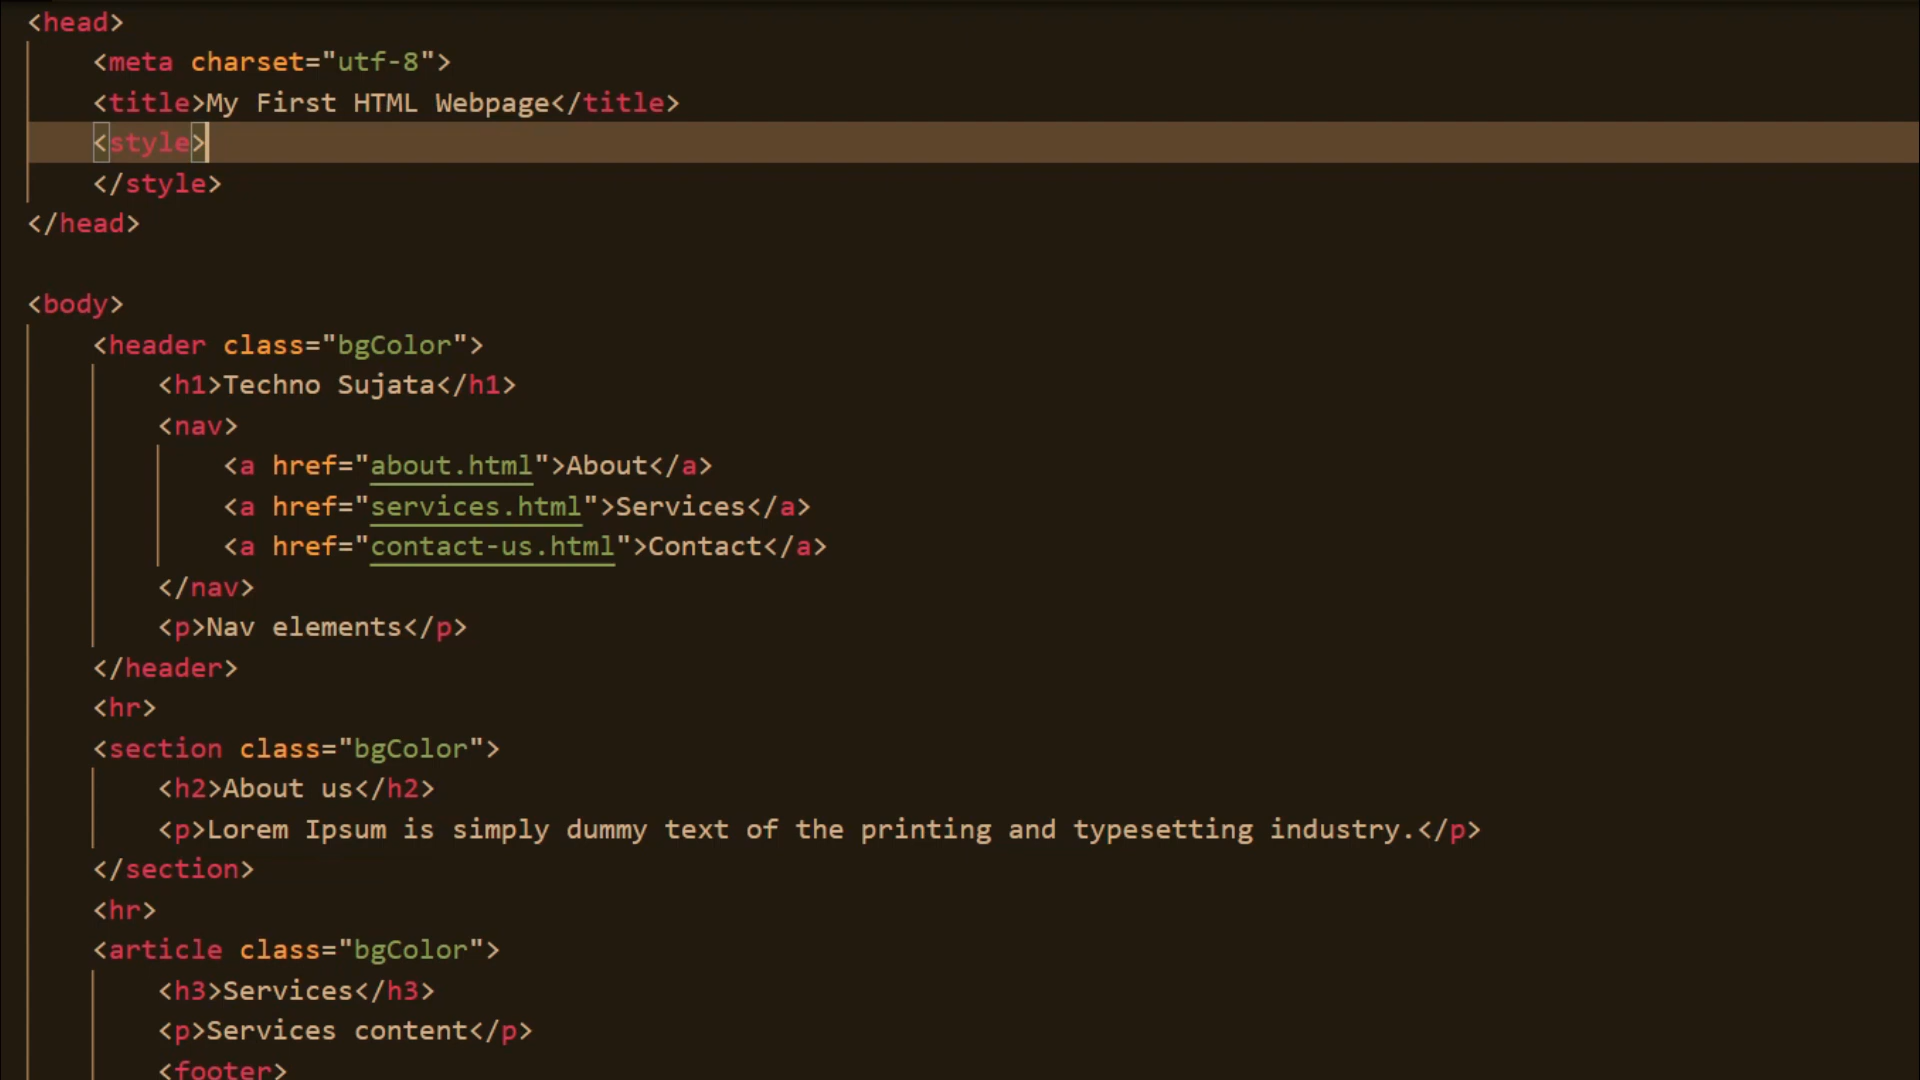 <head>
<meta charset="utf-8">
<title>My First HTML Webpage</title>
<style>
</style>
</head>
<body>
<header class="bgColor">
<h1>Techno Sujata</h1>
<nav>
<a href="about.html">About</a>
<a href="services.html">Services</a>
<a href="contact-us.html">Contact</a>
</nav>
<p>Nav elements</p>
</header>
<hr>
<section class="bgColor">
<h2>About us</h2>
<p>Lorem Ipsum is simply dummy text of the printing and typesetting industry.</p>
</section>
<hr>
<article class="bgColor">
<h3>Services</h3>
<p>Services content</p>
<footer>